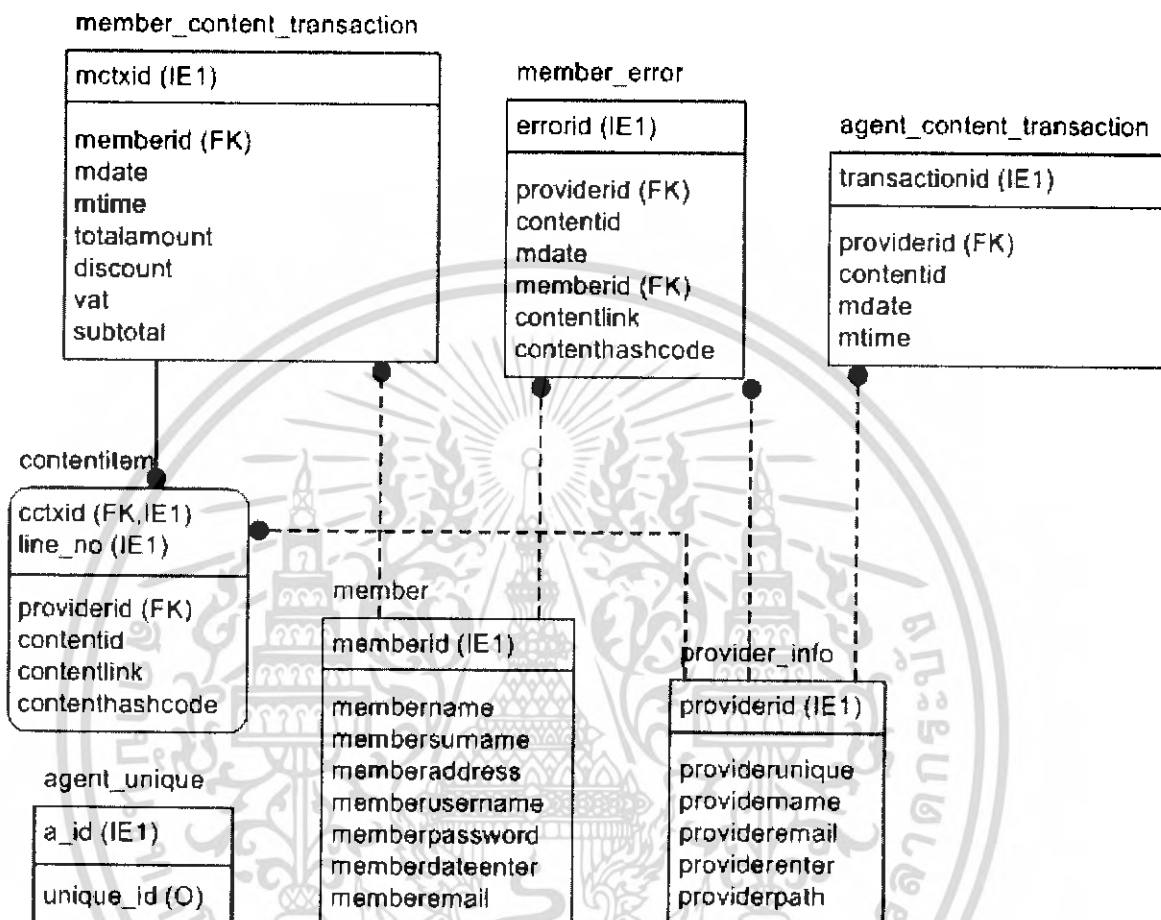 member_content_transaction
mctxid (IE1)
memberid (FK)
mdate
mtime
totalamount
discount
vat
subtotal
member_error
errorid (IE1)
providerid (FK)
contentid
mdate
memberid (FK)
contentlink
contenthashcode
agent_content_transaction
transactionid (IE1)
providerid (FK)
contentid
mdate
mtime
contentitem
cctxid (FK,IE1)
line_no (IE1)
providerid (FK)
contentid
contentlink
contenthashcode
member
memberid (IE1)
membername
membersurname
memberaddress
memberusername
memberpassword
memberdateenter
memberemail
provider_info
providerid (IE1)
providerunique
providername
provideremail
providerenter
providerpath
agent_unique
a_id (IE1)
unique_id (O)